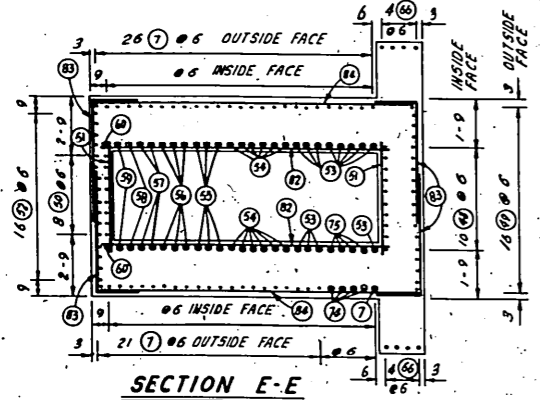 6 4 (66) 3
@6
3 26 (7) @6 OUTSIDE FACE
9 @6 INSIDE FACE
INSIDE FACE
3 OUTSIDE FACE
83
84
9
2-9
51
60
54
53
51
82
1-9
59
58
57
56
55
83
16 (52) @6
8 (50) @6
10 (48) @6
16 (49) @6
54
82
53
75
53
2-9
60
1-9
9
83
84
76
7
3
9 @6 INSIDE FACE
3 21 (7) @6 OUTSIDE FACE @6
6 4 (66) 3
@6
SECTION E-E